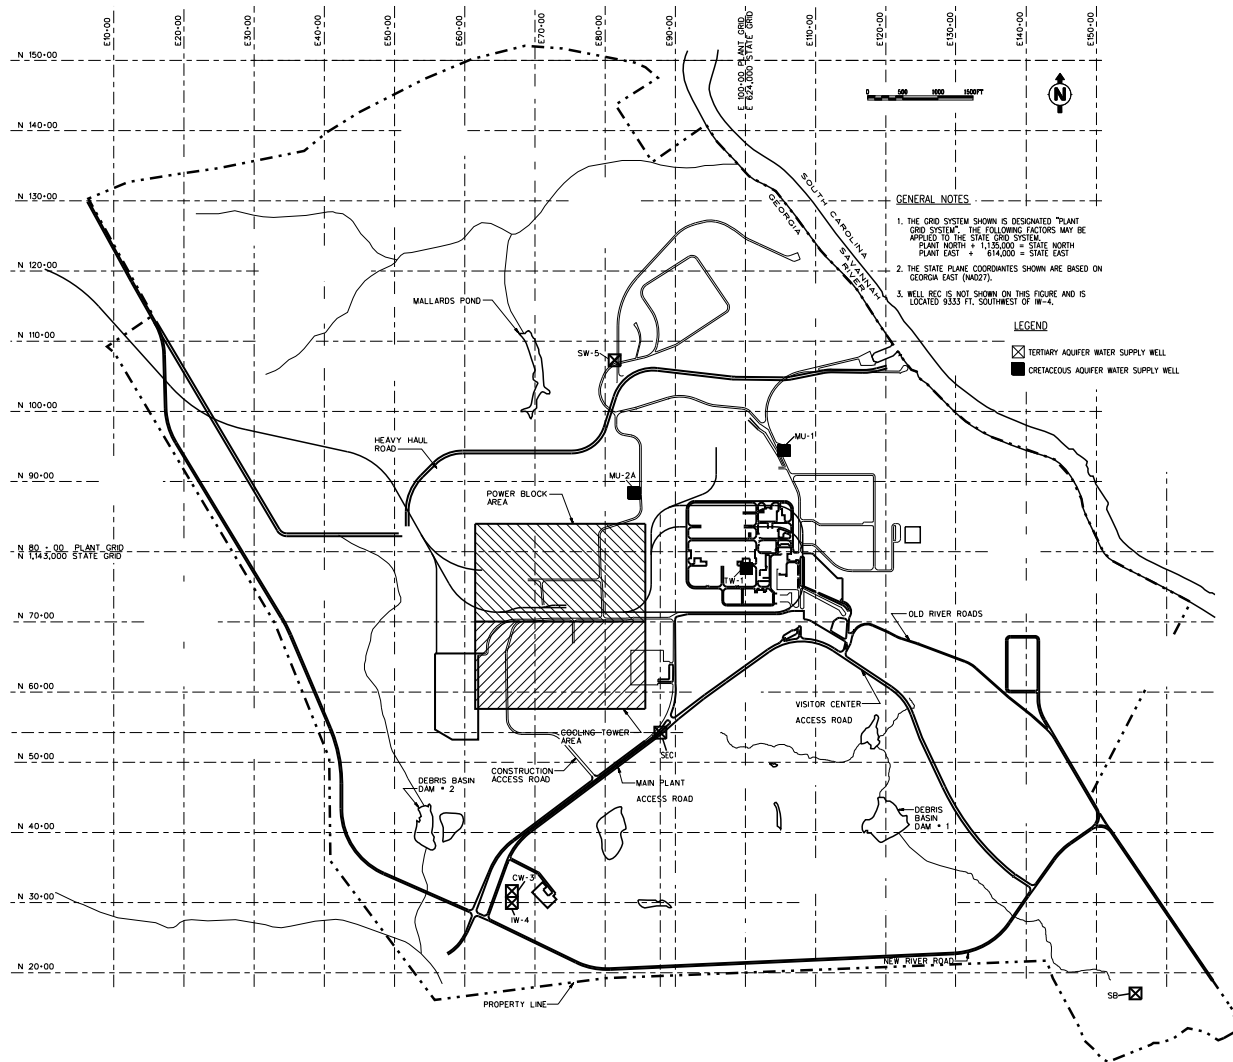 E10+00
E20+00
E30+00
E40+00
E50+00
E60+00
E70+00
E80+00
E90+00
E 100+00 PLANT GRID
E 624,000 STATE GRID
E110+00
E120+00
E130+00
E140+00
E150+00
N 150+00
0 500 1000 1500FT
N
N 140+00
N 130+00
SOUTH CAROLINA
GEORGIA
SAVANNAH
RIVER
GENERAL NOTES
1. THE GRID SYSTEM SHOWN IS DESIGNATED "PLANT
GRID SYSTEM". THE FOLLOWING FACTORS MAY BE
APPLIED TO THE STATE GRID SYSTEM.
PLANT NORTH + 1,135,000 = STATE NORTH
PLANT EAST + 614,000 = STATE EAST
2. THE STATE PLANE COORDIANTES SHOWN ARE BASED ON
GEORGIA EAST (NAD27).
3. WELL REC IS NOT SHOWN ON THIS FIGURE AND IS
LOCATED 9333 FT. SOUTHWEST OF IW-4.
N 120+00
MALLARDS POND
LEGEND
TERTIARY AQUIFER WATER SUPPLY WELL
CRETACEOUS AQUIFER WATER SUPPLY WELL
N 110+00
SW-5
N 100+00
HEAVY HAUL
ROAD
MU-1
N 90+00
MU-2A
POWER BLOCK
AREA
N 80+00 PLANT GRID
N 1,143,000 STATE GRID
TW-1
N 70+00
OLD RIVER ROADS
N 60+00
VISITOR CENTER
ACCESS ROAD
COOLING TOWER
AREA
SEC
N 50+00
CONSTRUCTION
ACCESS ROAD
MAIN PLANT
ACCESS ROAD
DEBRIS BASIN
DAM # 2
DEBRIS
BASIN
DAM # 1
N 40+00
CW-3
N 30+00
IW-4
NEW RIVER ROAD
N 20+00
PROPERTY LINE
SB